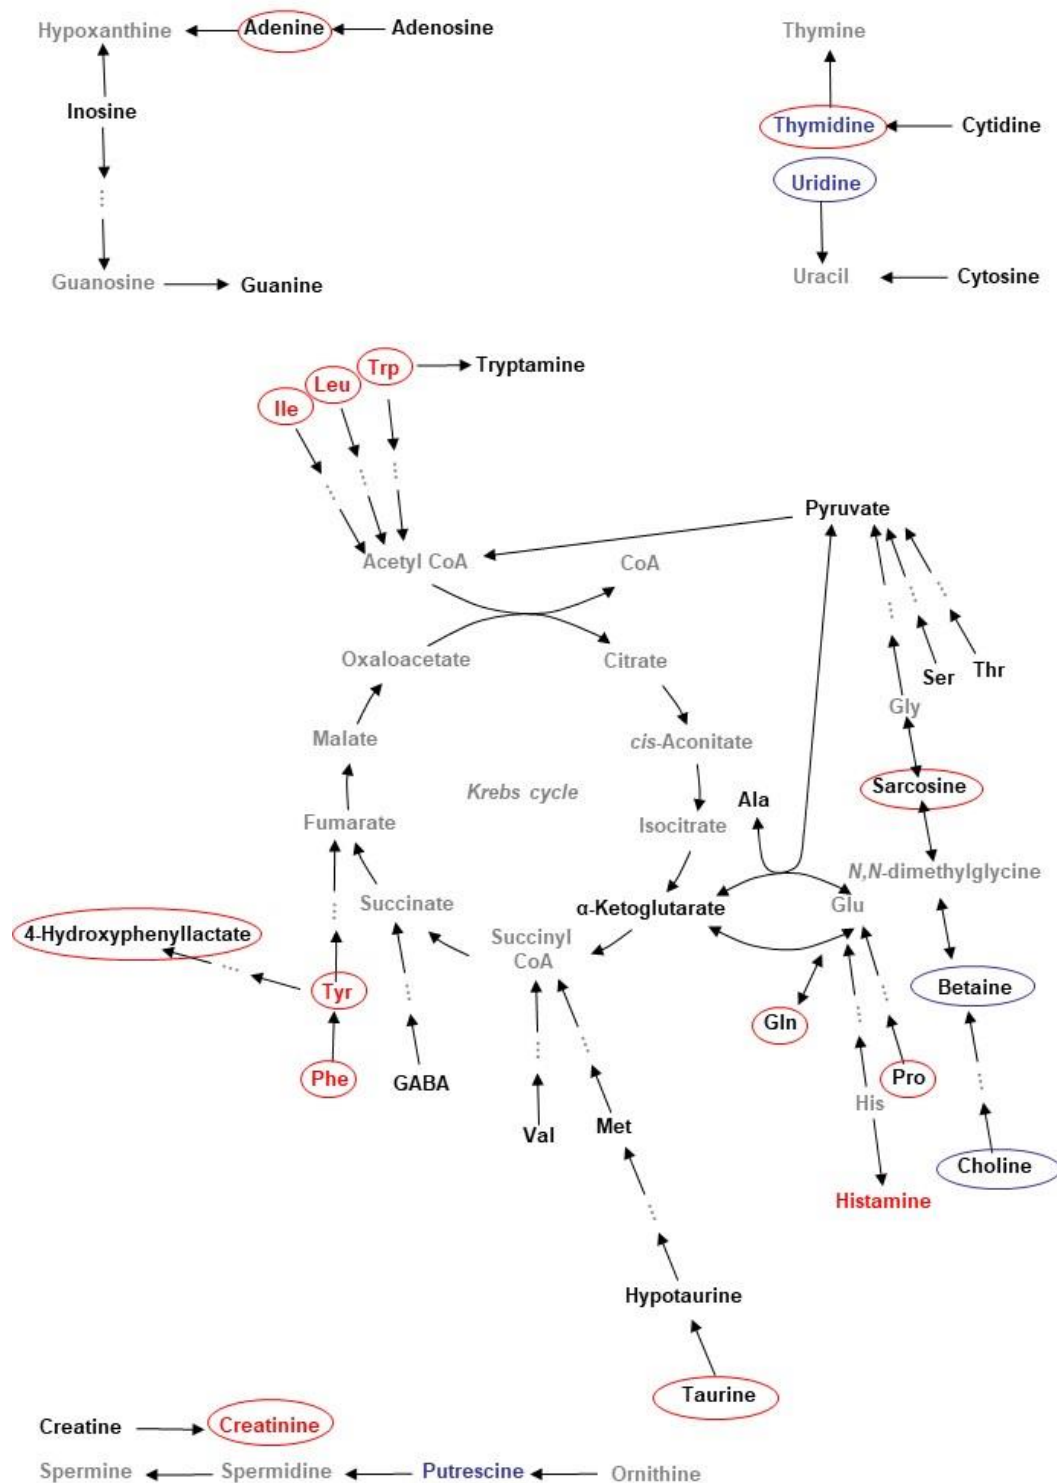 Hypoxanthine
Adenine
Adenosine
Thymine
Inosine
Thymidine
Cytidine
Uridine
Guanosine
Guanine
Uracil
Cytosine
Trp
Tryptamine
Leu
Ile
Pyruvate
Acetyl CoA
CoA
Oxaloacetate
Citrate
Ser
Thr
Gly
Malate
cis-Aconitate
Krebs cycle
Sarcosine
Ala
Fumarate
Isocitrate
N,N-dimethylglycine
Succinate
α-Ketoglutarate
Glu
4-Hydroxyphenyllactate
Succinyl
CoA
Tyr
Betaine
Gln
Phe
GABA
Pro
His
Val
Met
Choline
Histamine
Hypotaurine
Taurine
Creatine
Creatinine
Spermine
Spermidine
Putrescine
Ornithine